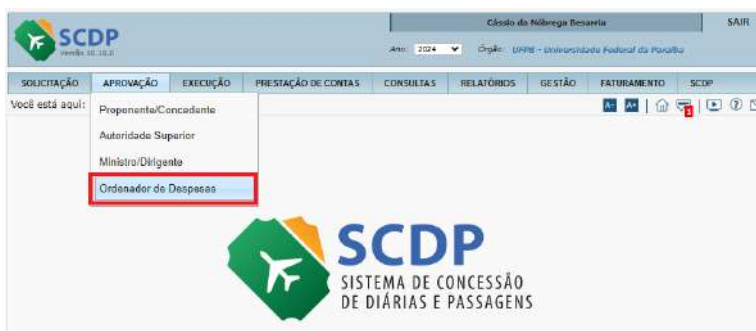 SCDP
Versão 10.10.0
Cássio da Nóbrega Besarria
SAIR
Ano: 2024
Órgão: UFPB - Universidade Federal da Paraíba
SOLICITAÇÃO APROVAÇÃO EXECUÇÃO PRESTAÇÃO DE CONTAS CONSULTAS RELATÓRIOS GESTÃO FATURAMENTO SCDP
Você está aqui:
A- A+
Proponente/Concedente
Autoridade Superior
Ministro/Dirigente
Ordenador de Despesas
SCDP
SISTEMA DE CONCESSÃO
DE DIÁRIAS E PASSAGENS